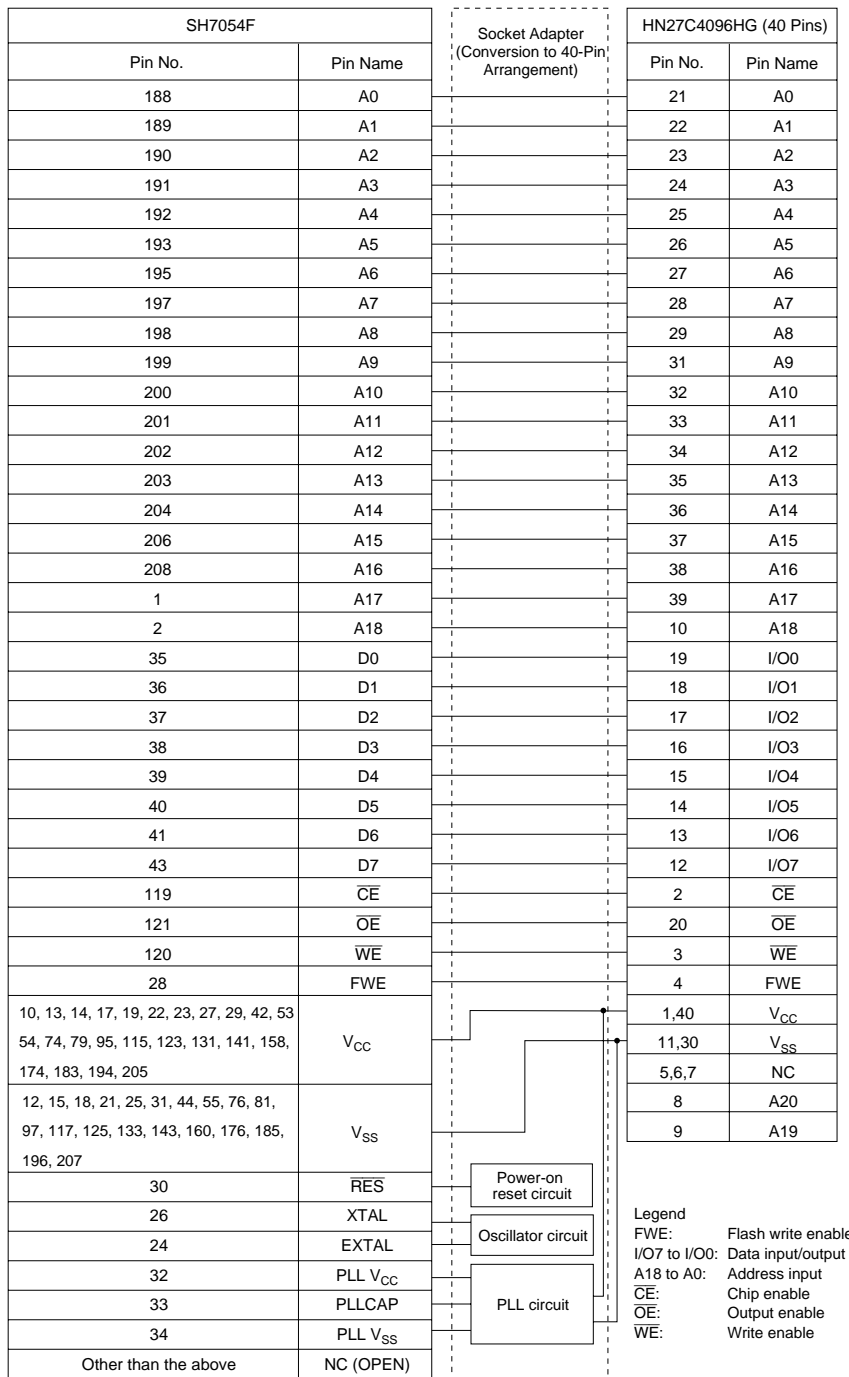 SH7054F
Socket Adapter
(Conversion to 40-Pin
Arrangement)
HN27C4096HG (40 Pins)
Pin No. Pin Name Pin No. Pin Name
188 A0 21 A0
189 A1 22 A1
190 A2 23 A2
191 A3 24 A3
192 A4 25 A4
193 A5 26 A5
195 A6 27 A6
197 A7 28 A7
198 A8 29 A8
199 A9 31 A9
200 A10 32 A10
201 A11 33 A11
202 A12 34 A12
203 A13 35 A13
204 A14 36 A14
206 A15 37 A15
208 A16 38 A16
1 A17 39 A17
2 A18 10 A18
35 D0 19 I/O0
36 D1 18 I/O1
37 D2 17 I/O2
38 D3 16 I/O3
39 D4 15 I/O4
40 D5 14 I/O5
41 D6 13 I/O6
43 D7 12 I/O7
119 C̅E̅ 2 C̅E̅
121 O̅E̅ 20 O̅E̅
120 W̅E̅ 3 W̅E̅
28 FWE 4 FWE
10, 13, 14, 17, 19, 22, 23, 27, 29, 42, 53
54, 74, 79, 95, 115, 123, 131, 141, 158,
174, 183, 194, 205
VCC
1,40 VCC
11,30 VSS
5,6,7 NC
8 A20
9 A19
12, 15, 18, 21, 25, 31, 44, 55, 76, 81,
97, 117, 125, 133, 143, 160, 176, 185,
196, 207
VSS
30 R̅E̅S̅
Power-on
reset circuit
26 XTAL
24 EXTAL
Oscillator circuit
32 PLL VCC
33 PLLCAP
34 PLL VSS
PLL circuit
Other than the above NC (OPEN)
Legend
FWE: Flash write enable
I/O7 to I/O0: Data input/output
A18 to A0: Address input
C̅E̅: Chip enable
O̅E̅: Output enable
W̅E̅: Write enable